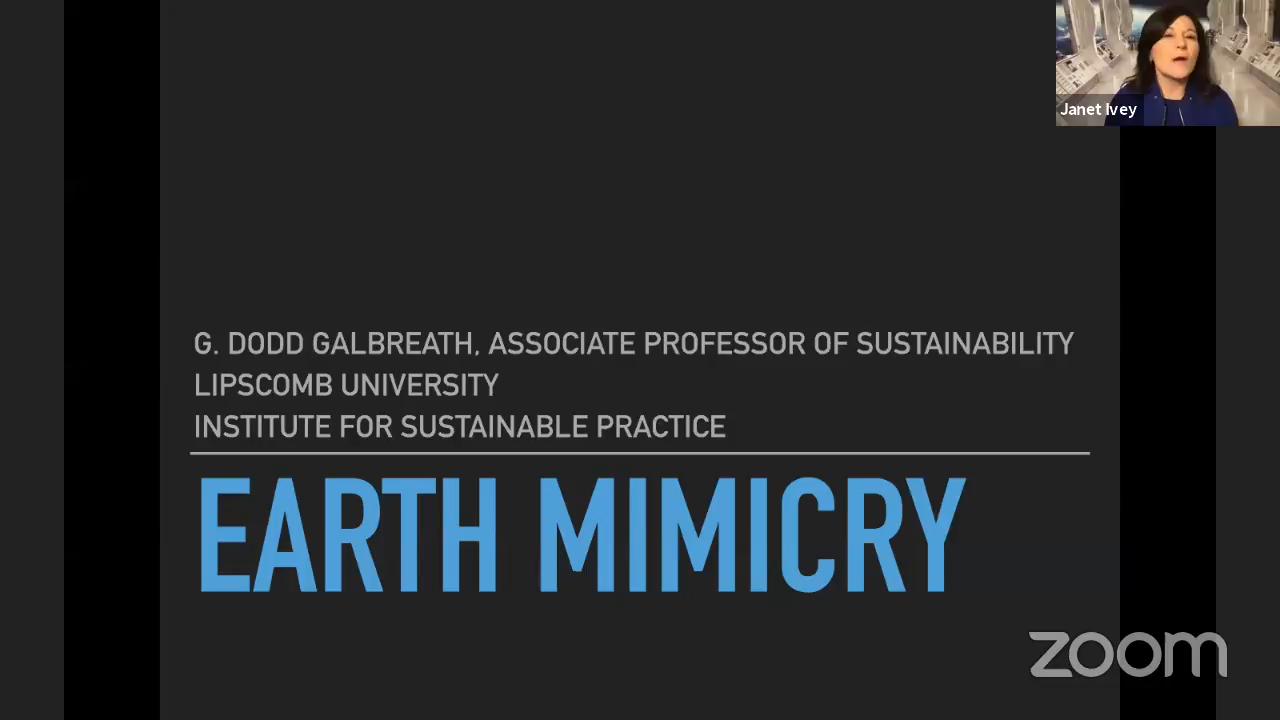 Janet Ivey
G. DODD GALBREATH, ASSOCIATE PROFESSOR OF SUSTAINABILITY
LIPSCOMB UNIVERSITY
INSTITUTE FOR SUSTAINABLE PRACTICE
EARTH MIMICRY
zoom